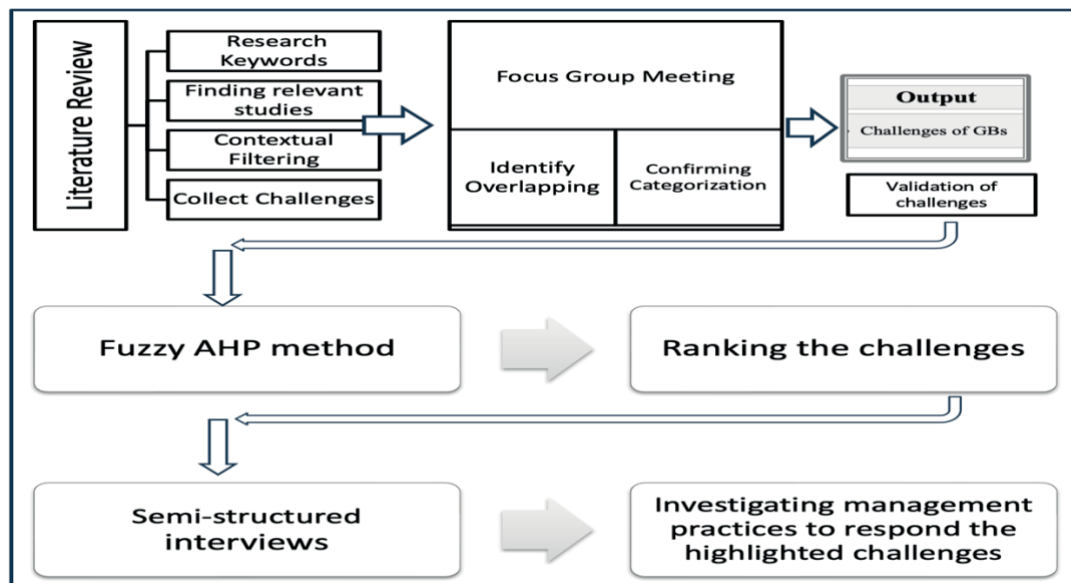 Literature Review
Research
Keywords
Finding relevant
studies
Contextual
Filtering
Collect Challenges
Focus Group Meeting
Identify
Overlapping
Confirming
Categorization
Output
Challenges of GBs
Validation of
challenges
Fuzzy AHP method
Ranking the challenges
Semi-structured
interviews
Investigating management
practices to respond the
highlighted challenges